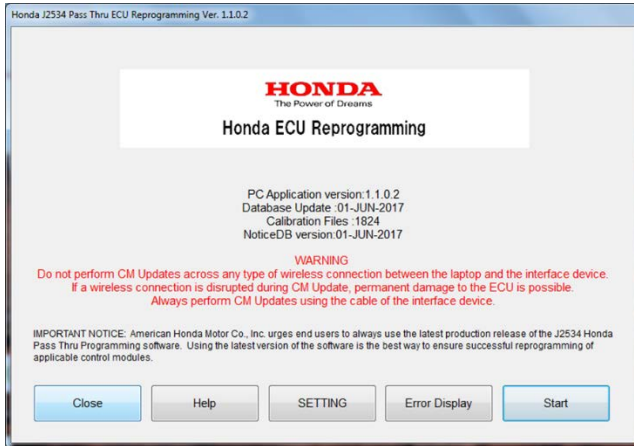 Honda J2534 Pass Thru ECU Reprogramming Ver. 1.1.0.2
HONDA
The Power of Dreams
Honda ECU Reprogramming
PC Application version:1.1.0.2
Database Update :01-JUN-2017
Calibration Files :1824
NoticeDB version:01-JUN-2017
WARNING
Do not perform CM Updates across any type of wireless connection between the laptop and the interface device.
If a wireless connection is disrupted during CM Update, permanent damage to the ECU is possible.
Always perform CM Updates using the cable of the interface device.
IMPORTANT NOTICE: American Honda Motor Co., Inc. urges end users to always use the latest production release of the J2534 Honda
Pass Thru Programming software. Using the latest version of the software is the best way to ensure successful reprogramming of
applicable control modules.
Close
Help
SETTING
Error Display
Start